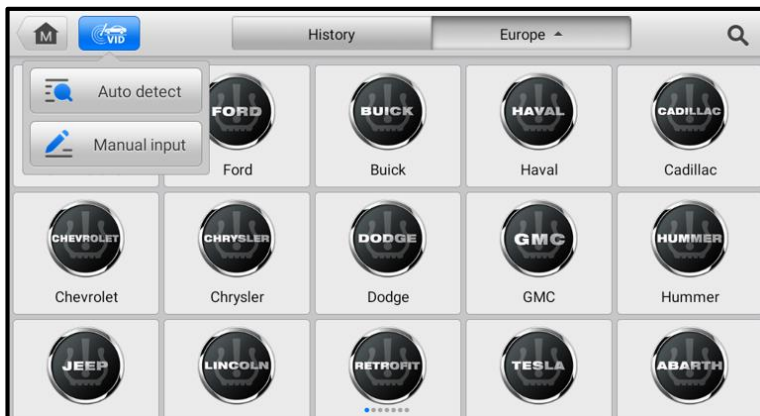 M
VID
History
Europe
Auto detect
Manual input
FORD
BUICK
HAVAL
CADILLAC
Ford
Buick
Haval
Cadillac
CHEVROLET
CHRYSLER
DODGE
GMC
HUMMER
Chevrolet
Chrysler
Dodge
GMC
Hummer
JEEP
LINCOLN
RETROFIT
TESLA
ABARTH